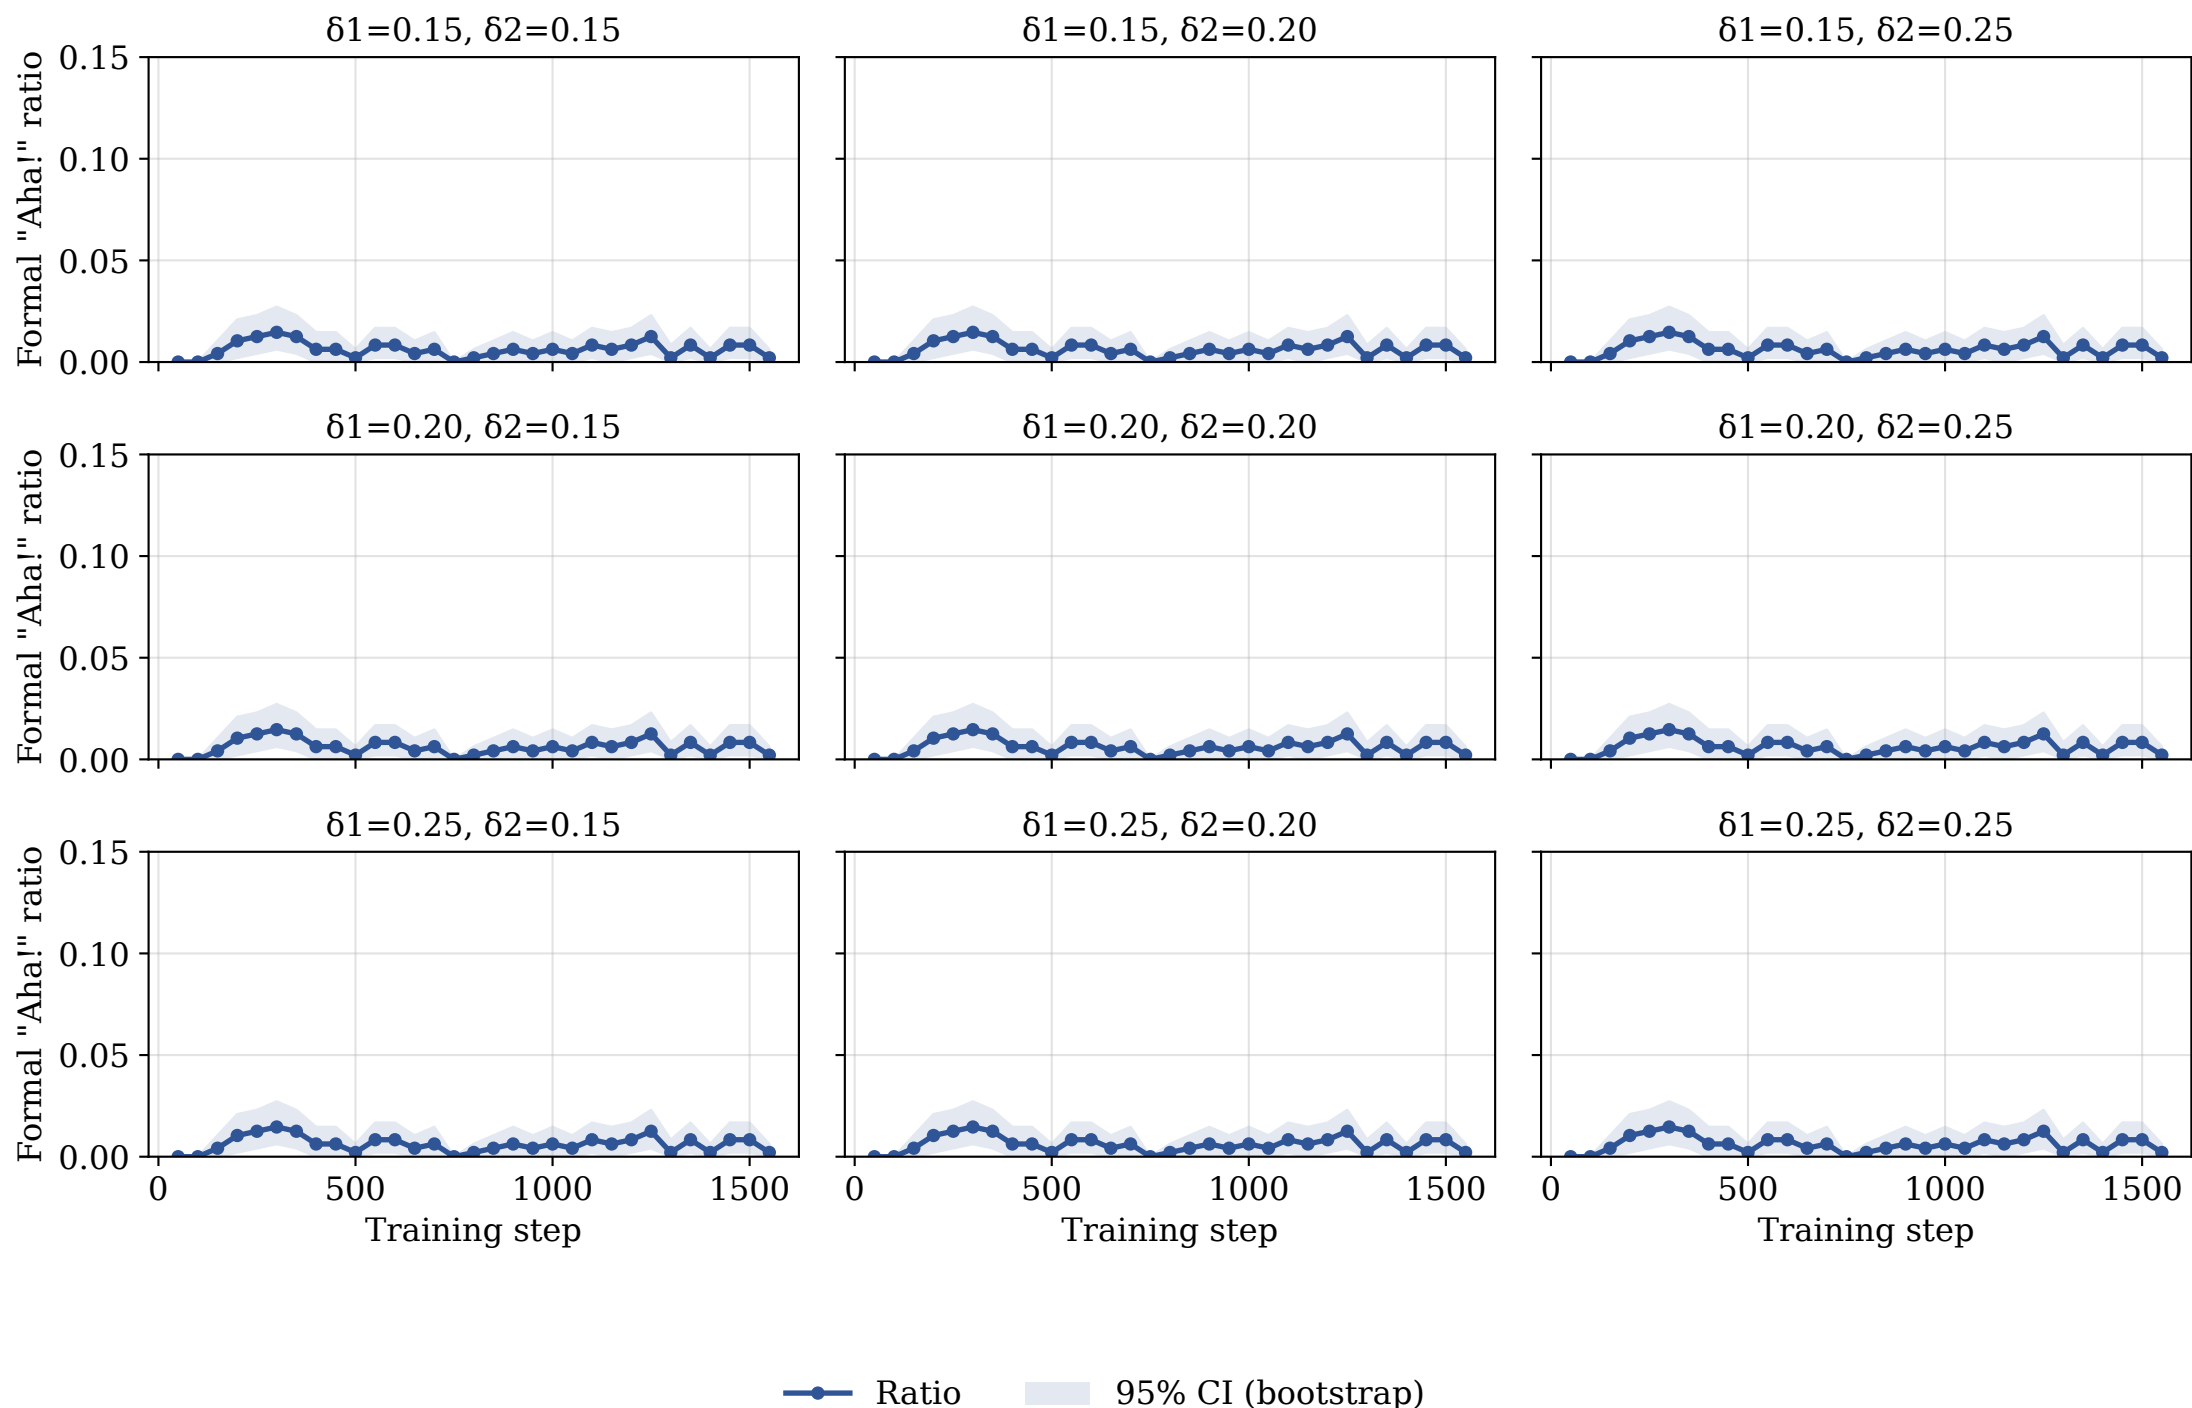 δ1=0.15, δ2=0.15
δ1=0.15, δ2=0.20
δ1=0.15, δ2=0.25
Formal "Aha!" ratio
0.15
0.10
0.05
0.00
δ1=0.20, δ2=0.15
δ1=0.20, δ2=0.20
δ1=0.20, δ2=0.25
Formal "Aha!" ratio
0.15
0.10
0.05
0.00
δ1=0.25, δ2=0.15
δ1=0.25, δ2=0.20
δ1=0.25, δ2=0.25
Formal "Aha!" ratio
0.15
0.10
0.05
0.00
0 500 1000 1500
0 500 1000 1500
0 500 1000 1500
Training step
Training step
Training step
Ratio
95% CI (bootstrap)